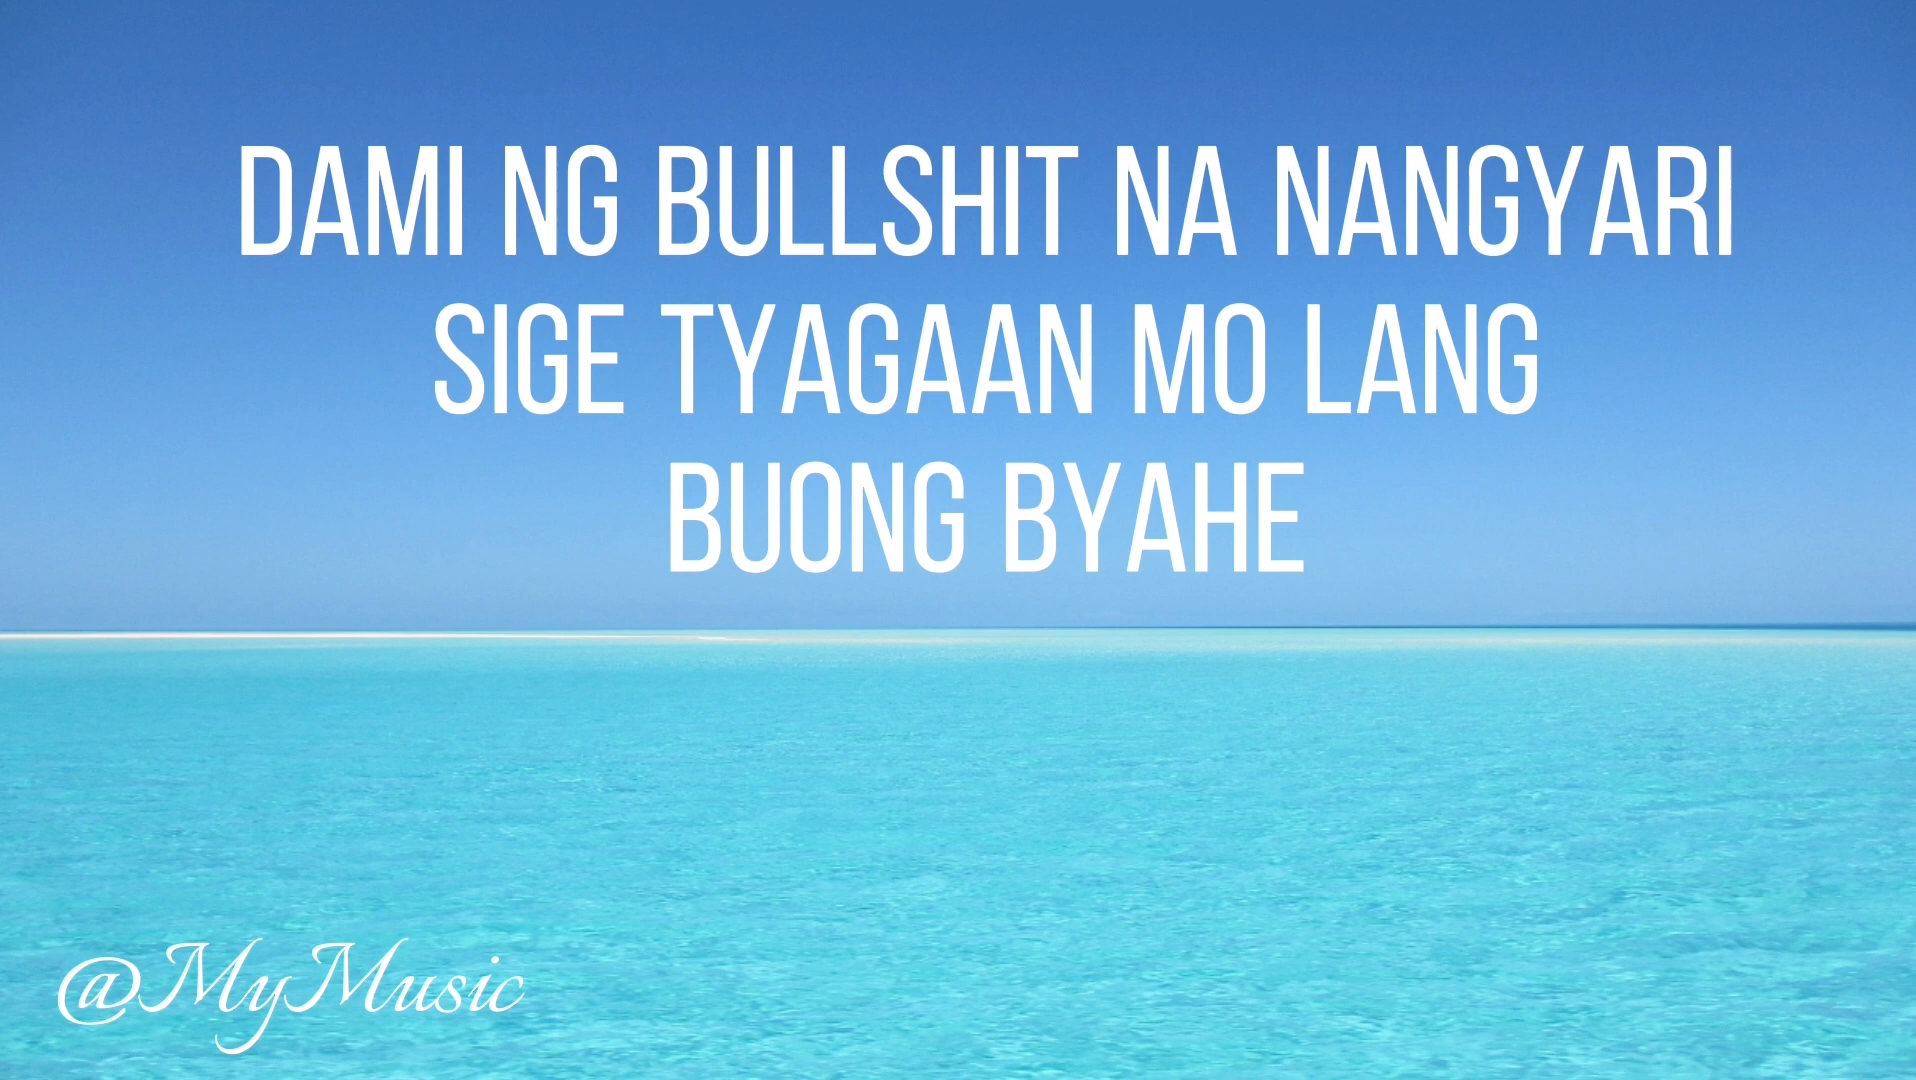 DAMI NG BULLSHIT NA NANGYARI
SIGE TYAGAAN MO LANG
BUONG BYAHE
@MyMusic